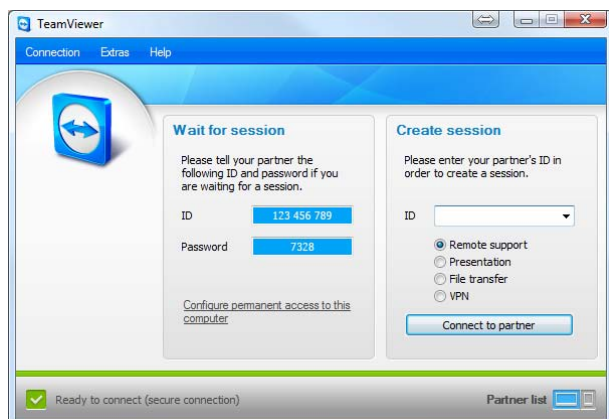 TeamViewer
Connection Extras Help
Wait for session
Please tell your partner the
following ID and password if you
are waiting for a session.
ID 123 456 789
Password 7328
Configure permanent access to this
computer
Create session
Please enter your partner's ID in
order to create a session.
ID
Remote support
Presentation
File transfer
VPN
Connect to partner
Ready to connect (secure connection)
Partner list